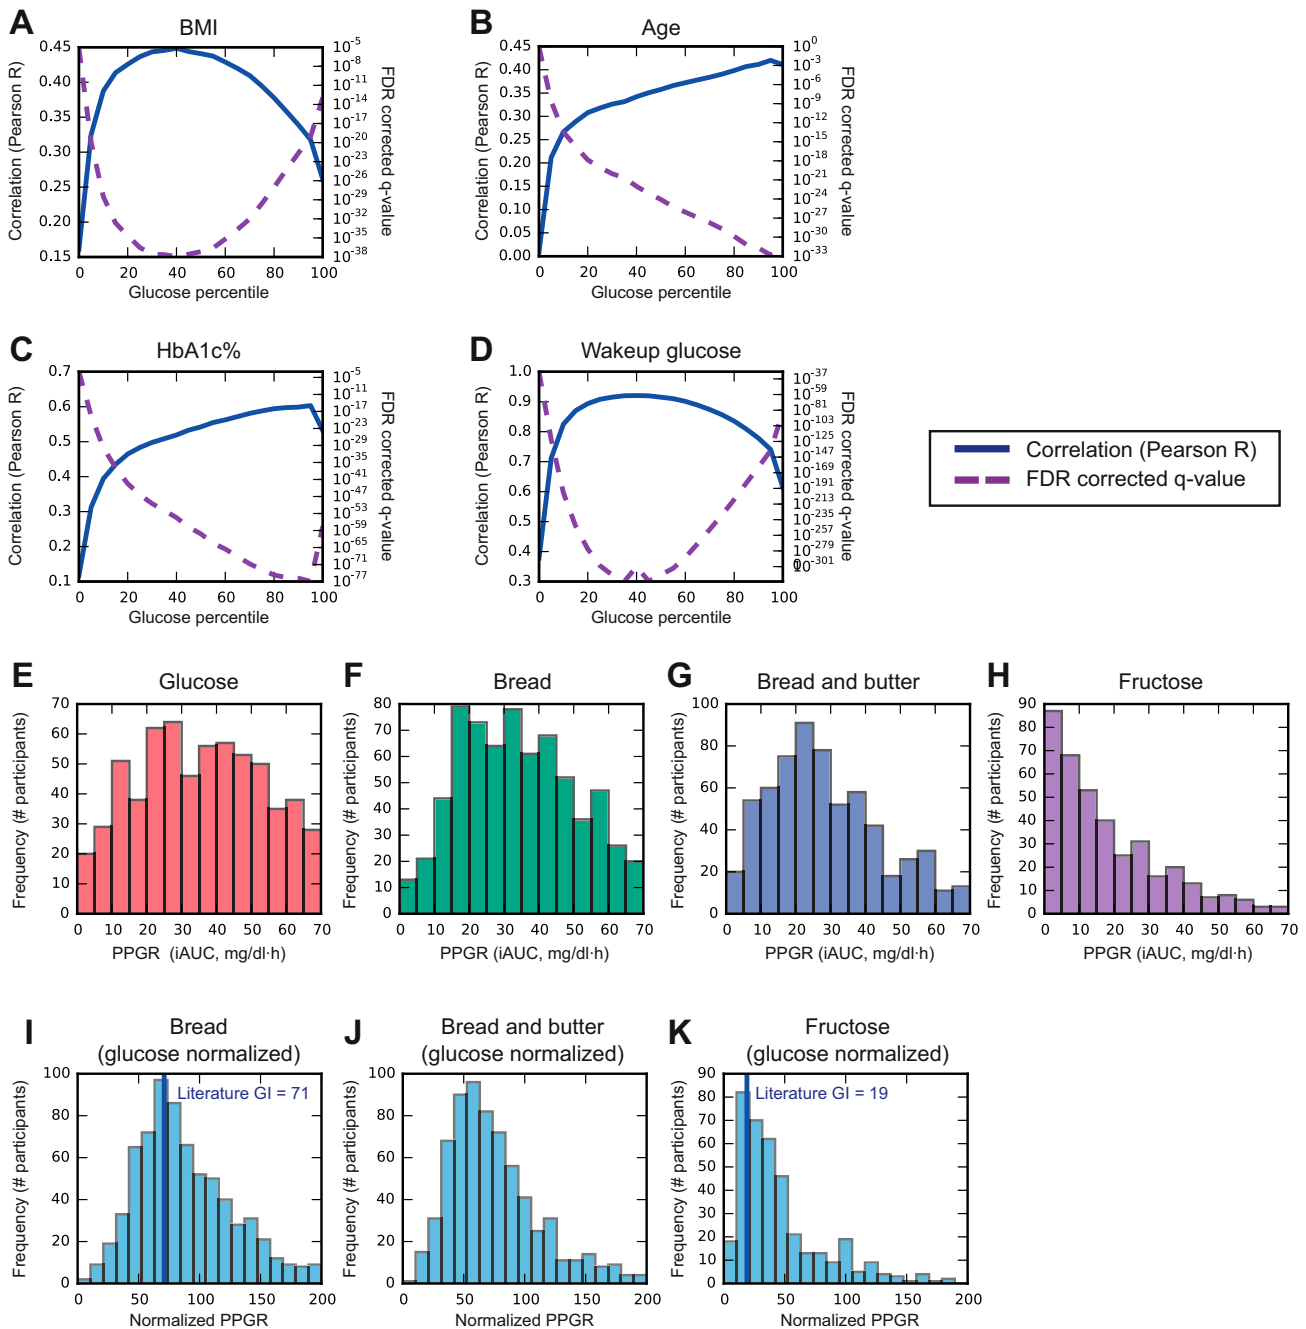 A
BMI
Correlation (Pearson R)
0.45
0.40
0.35
0.30
0.25
0.20
0.15
10⁻⁵
10⁻⁸
10⁻¹¹
10⁻¹⁴
10⁻¹⁷
10⁻²⁰
10⁻²³
10⁻²⁶
10⁻²⁹
10⁻³²
10⁻³⁵
10⁻³⁸
FDR corrected q-value
0 20 40 60 80 100
Glucose percentile
B
Age
Correlation (Pearson R)
0.45
0.40
0.35
0.30
0.25
0.20
0.15
0.10
0.05
0.00
10⁰
10⁻³
10⁻⁶
10⁻⁹
10⁻¹²
10⁻¹⁵
10⁻¹⁸
10⁻²¹
10⁻²⁴
10⁻²⁷
10⁻³⁰
10⁻³³
FDR corrected q-value
0 20 40 60 80 100
Glucose percentile
C
HbA1c%
Correlation (Pearson R)
0.7
0.6
0.5
0.4
0.3
0.2
0.1
10⁻⁵
10⁻¹¹
10⁻¹⁷
10⁻²³
10⁻²⁹
10⁻³⁵
10⁻⁴¹
10⁻⁴⁷
10⁻⁵³
10⁻⁵⁹
10⁻⁶⁵
10⁻⁷¹
10⁻⁷⁷
FDR corrected q-value
0 20 40 60 80 100
Glucose percentile
D
Wakeup glucose
Correlation (Pearson R)
1.0
0.9
0.8
0.7
0.6
0.5
0.4
0.3
10⁻³⁷
10⁻⁵⁹
10⁻⁸¹
10⁻¹⁰³
10⁻¹²⁵
10⁻¹⁴⁷
10⁻¹⁶⁹
10⁻¹⁹¹
10⁻²¹³
10⁻²³⁵
10⁻²⁵⁷
10⁻²⁷⁹
10⁻³⁰¹
FDR corrected q-value
0 20 40 60 80 100
Glucose percentile
Correlation (Pearson R)
FDR corrected q-value
E
Glucose
Frequency (# participants)
70
60
50
40
30
20
10
0
0 10 20 30 40 50 60 70
PPGR (iAUC, mg/dl·h)
F
Bread
Frequency (# participants)
80
70
60
50
40
30
20
10
0
0 10 20 30 40 50 60 70
PPGR (iAUC, mg/dl·h)
G
Bread and butter
Frequency (# participants)
100
80
60
40
20
0
0 10 20 30 40 50 60 70
PPGR (iAUC, mg/dl·h)
H
Fructose
Frequency (# participants)
90
80
70
60
50
40
30
20
10
0
0 10 20 30 40 50 60 70
PPGR (iAUC, mg/dl·h)
I
Bread
(glucose normalized)
Literature GI = 71
Frequency (# participants)
100
80
60
40
20
0
0 50 100 150 200
Normalized PPGR
J
Bread and butter
(glucose normalized)
Frequency (# participants)
100
80
60
40
20
0
0 50 100 150 200
Normalized PPGR
K
Fructose
(glucose normalized)
Literature GI = 19
Frequency (# participants)
90
80
70
60
50
40
30
20
10
0
0 50 100 150 200
Normalized PPGR